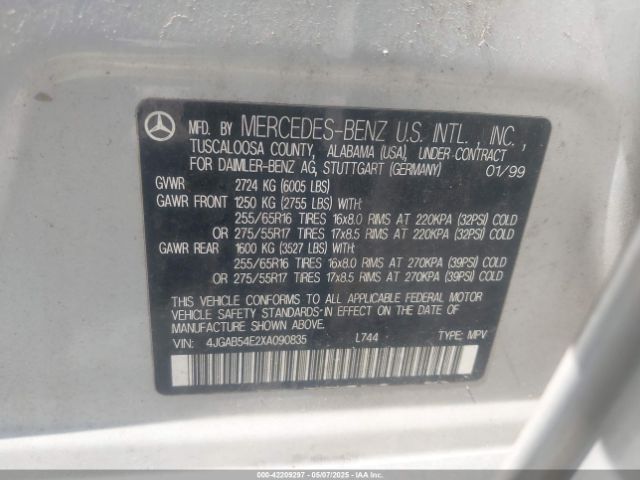 MFD. BY MERCEDES-BENZ U.S. INTL., INC.,
TUSCALOOSA COUNTY, ALABAMA (USA), UNDER CONTRACT
FOR DAIMLER-BENZ AG, STUTTGART (GERMANY) 01/99
GVWR 2724 KG (6005 LBS)
GAWR FRONT 1250 KG (2755 LBS) WITH:
255/65R16 TIRES 16x8.0 RIMS AT 220KPA (32PSI) COLD
OR 275/55R17 TIRES 17x8.5 RIMS AT 220KPA (32PSI) COLD
GAWR REAR 1600 KG (3527 LBS) WITH:
255/65R16 TIRES 16x8.0 RIMS AT 270KPA (39PSI) COLD
OR 275/55R17 TIRES 17x8.5 RIMS AT 270KPA (39PSI) COLD
THIS VEHICLE CONFORMS TO ALL APPLICABLE FEDERAL MOTOR
VEHICLE SAFETY STANDARDS IN EFFECT ON THE DATE OF
MANUFACTURE SHOWN ABOVE.
VIN: 4JGAB54E2XA090835 L744 TYPE: MPV
000-42209297 - 05/07/2025 - IAAI.COM